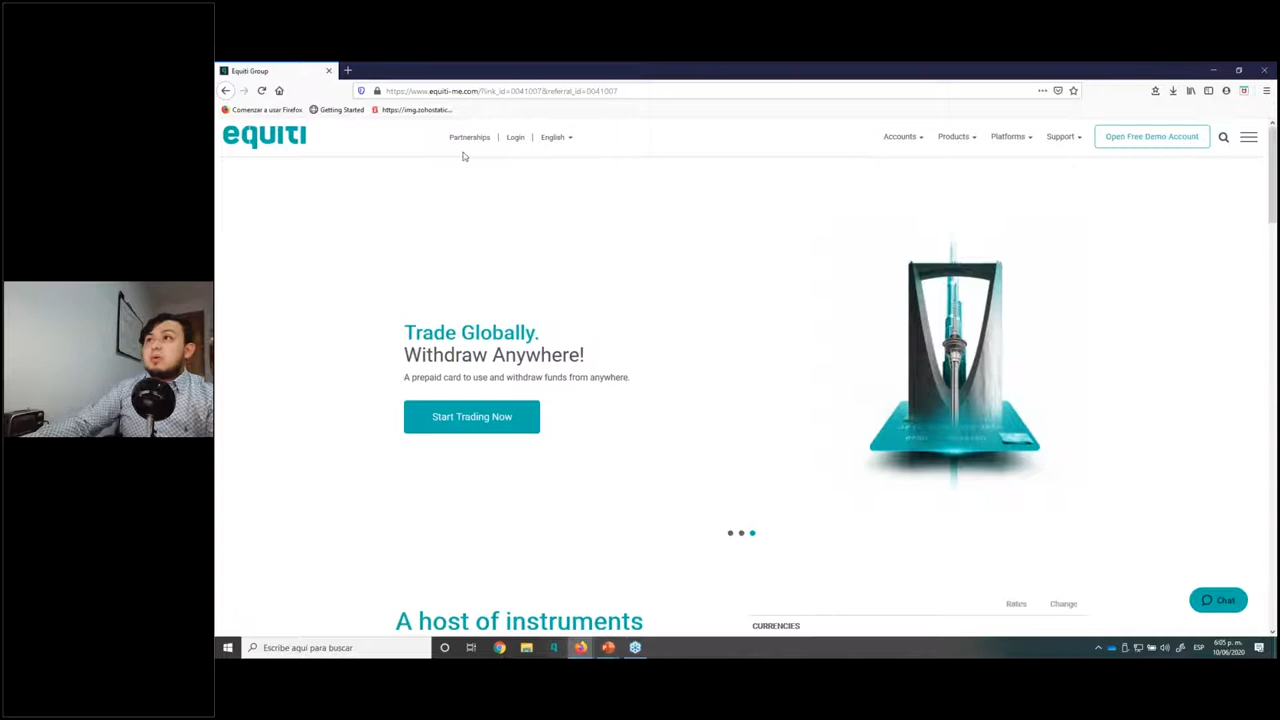 Equiti Group
https://www.equiti-me.com/?link_id=0041007&referral_id=0041007
Comenzar a usar Firefox
Getting Started
https://img.zohostatic...
equiti
Partnerships | Login | English
Accounts
Products
Platforms
Support
Open Free Demo Account
Trade Globally.
Withdraw Anywhere!
A prepaid card to use and withdraw funds from anywhere.
Start Trading Now
A host of instruments
Rates
Change
CURRENCIES
Chat
Escribe aquí para buscar
ESP
6:05 p. m.
10/06/2020